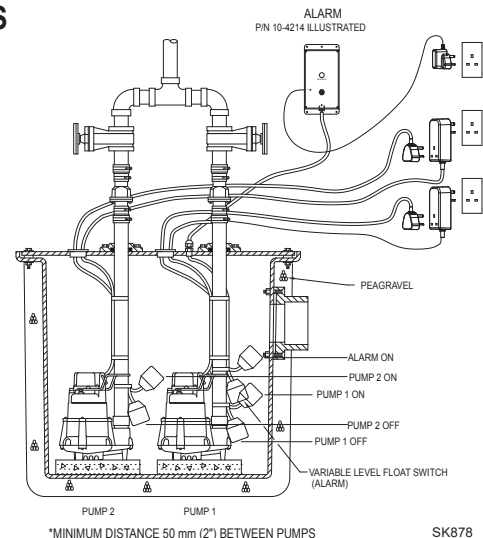 S
ALARM
P/N 10-4214 ILLUSTRATED
PEAGRAVEL
ALARM ON
PUMP 2 ON
PUMP 1 ON
PUMP 2 OFF
PUMP 1 OFF
VARIABLE LEVEL FLOAT SWITCH
(ALARM)
PUMP 2
PUMP 1
*MINIMUM DISTANCE 50 mm (2") BETWEEN PUMPS
SK878